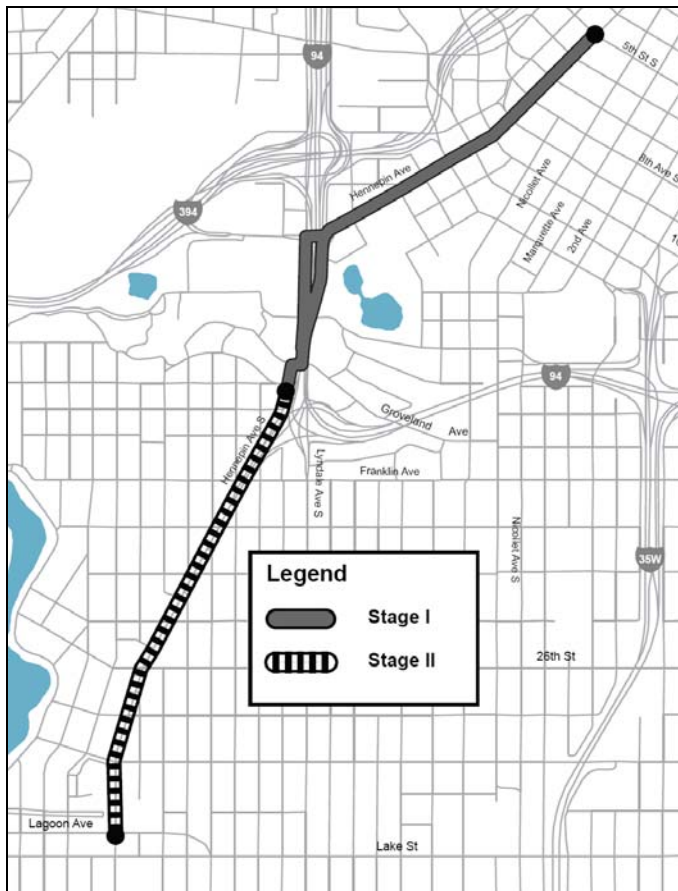 5th St S
94
8th Ave S
Hennepin Ave
Nicollet Ave
Marquette Ave
2nd Ave
394
94
Groveland Ave
Hennepin Ave S
Lyndale Ave S
Franklin Ave
Nicollet Ave S
35W
Legend
Stage I
Stage II
26th St
Lagoon Ave
Lake St